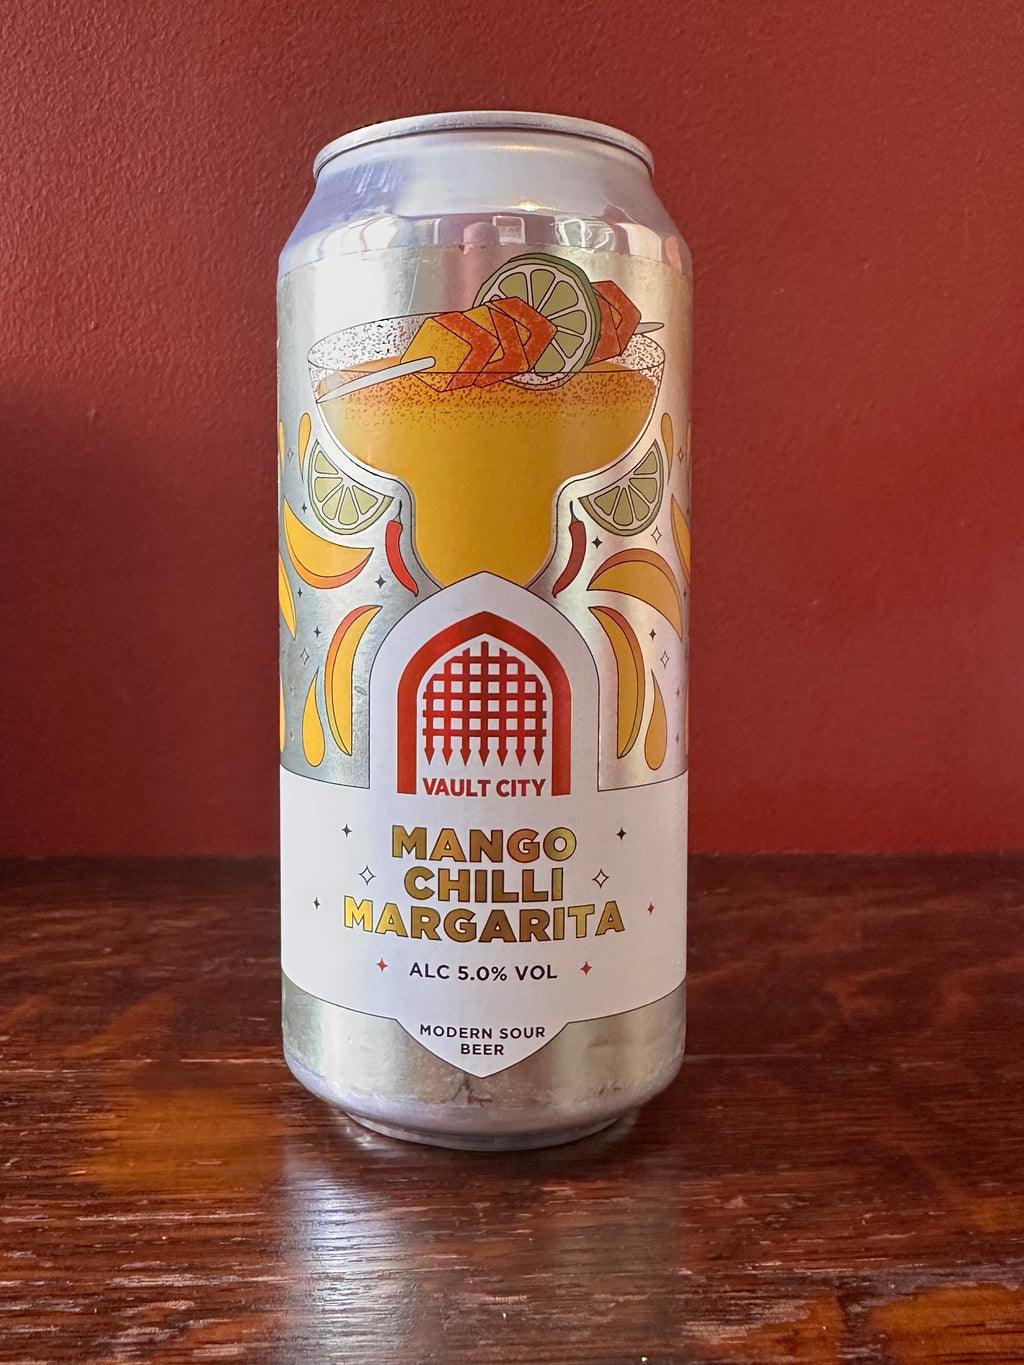 VAULT CITY
MANGO
CHILLI
MARGARITA
ALC 5.0% VOL
MODERN SOUR
BEER